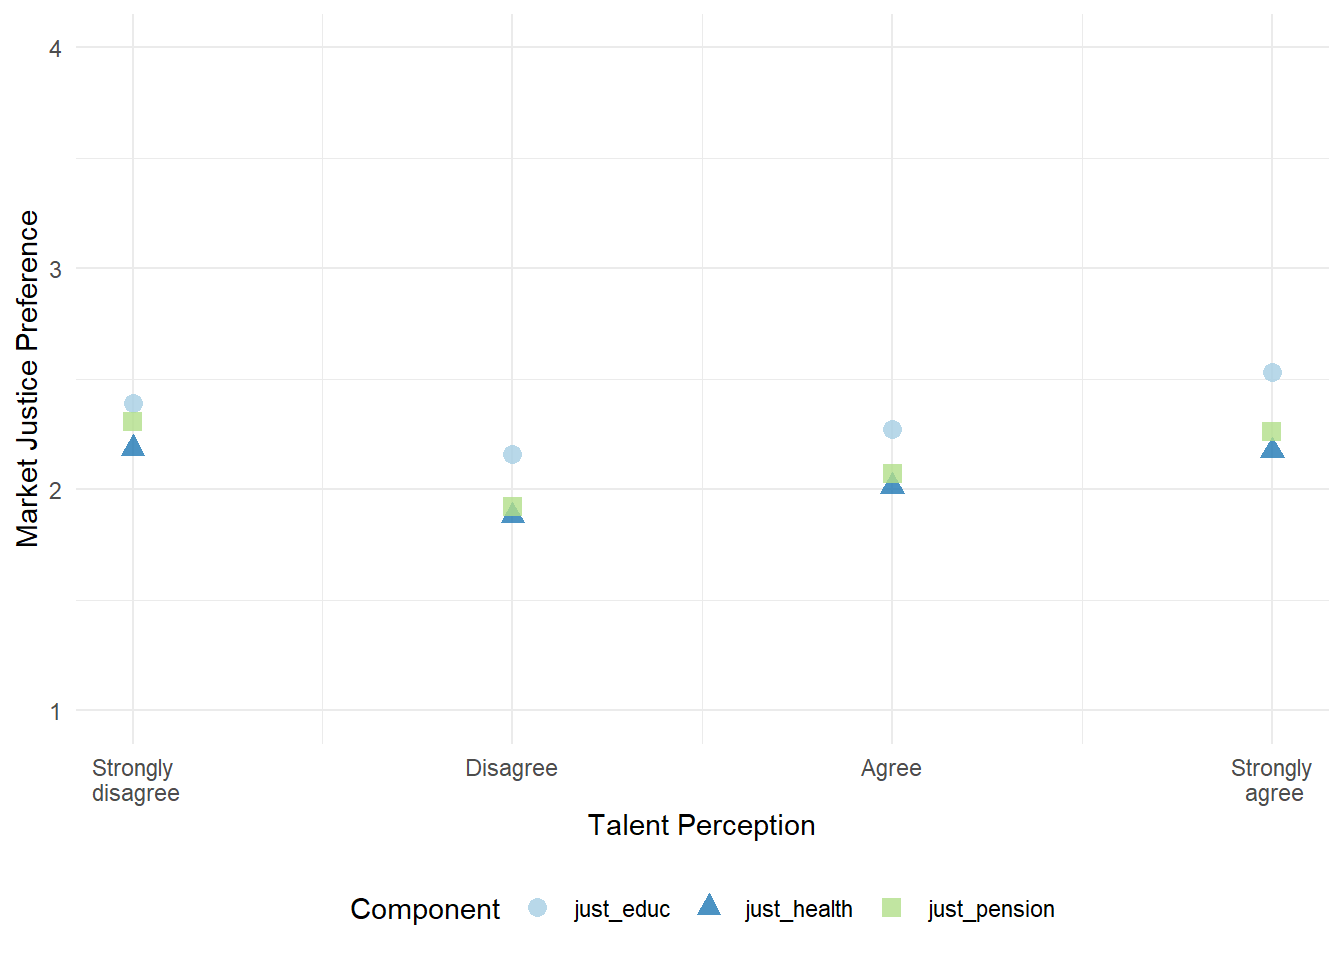 Market Justice Preference
4
3
2
1
Strongly
disagree
Disagree
Agree
Strongly
agree
Talent Perception
Component just_educ just_health just_pension